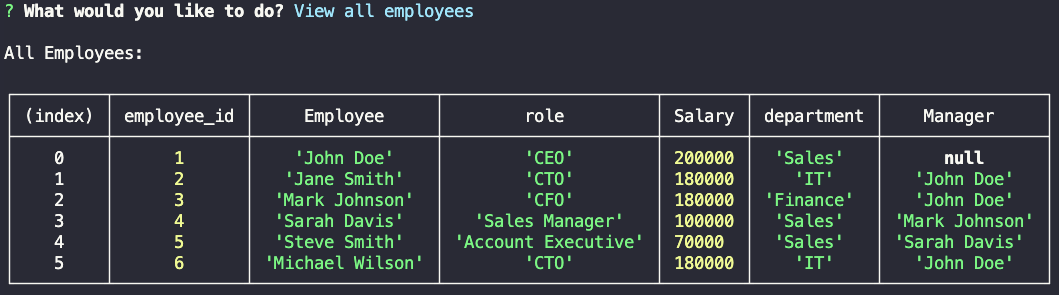 ? What would you like to do? View all employees
All Employees:
(index) employee_id Employee role Salary department Manager
0 1 'John Doe' 'CEO' 200000 'Sales' null
1 2 'Jane Smith' 'CTO' 180000 'IT' 'John Doe'
2 3 'Mark Johnson' 'CFO' 180000 'Finance' 'John Doe'
3 4 'Sarah Davis' 'Sales Manager' 100000 'Sales' 'Mark Johnson'
4 5 'Steve Smith' 'Account Executive' 70000 'Sales' 'Sarah Davis'
5 6 'Michael Wilson' 'CTO' 180000 'IT' 'John Doe'